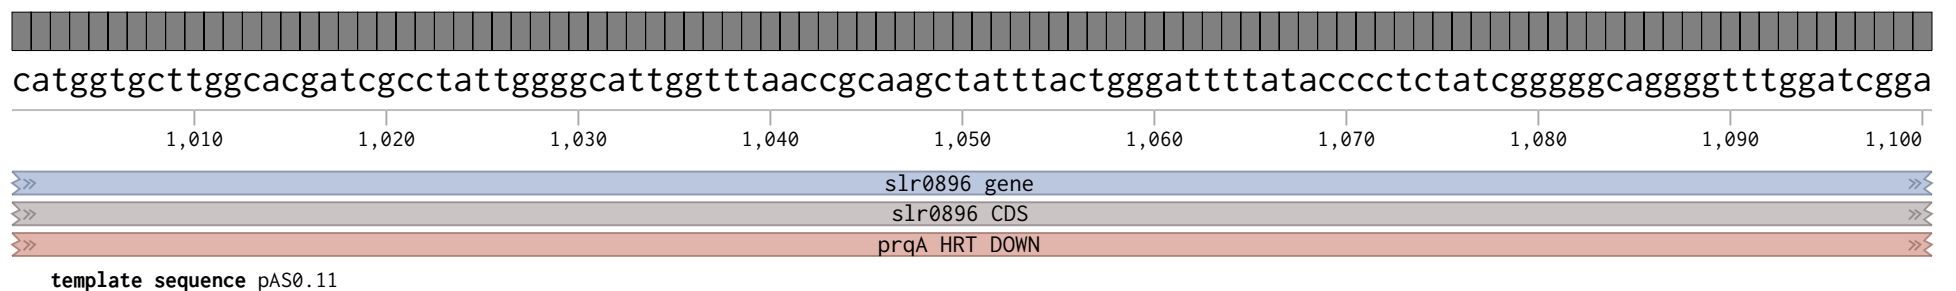 catggtgcttggcacgatcgcctattggggcattggtttaaccgcaagctatttactgggattttatacccctctatcgggggcaggggtttggatcgga
1,010 1,020 1,030 1,040 1,050 1,060 1,070 1,080 1,090 1,100
slr0896 gene
slr0896 CDS
prqA HRT DOWN
template sequence pAS0.11